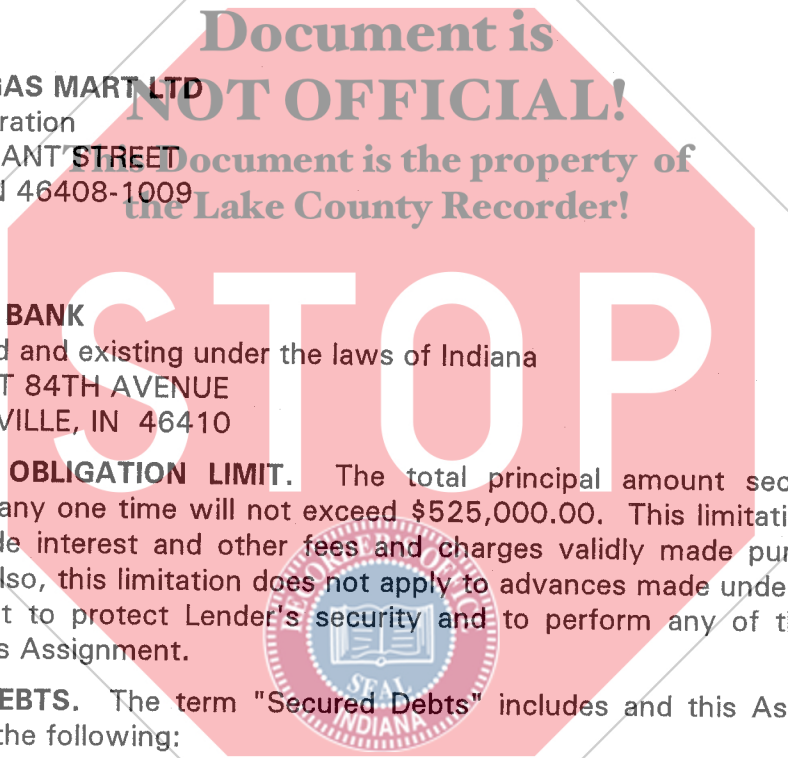 Document is
NOT OFFICIAL!
This Document is the property of
the Lake County Recorder!
STOP
GAS MART LTD
ration
ANT STREET
46408-1009
BANK
d and existing under the laws of Indiana
T 84TH AVENUE
VILLE, IN 46410
OBLIGATION LIMIT. The total principal amount sec
any one time will not exceed $525,000.00. This limitati
de interest and other fees and charges validly made pur
lso, this limitation does not apply to advances made unde
t to protect Lender's security and to perform any of t
s Assignment.
EBTS. The term "Secured Debts" includes and this As
the following:
SEAL
INDIANA